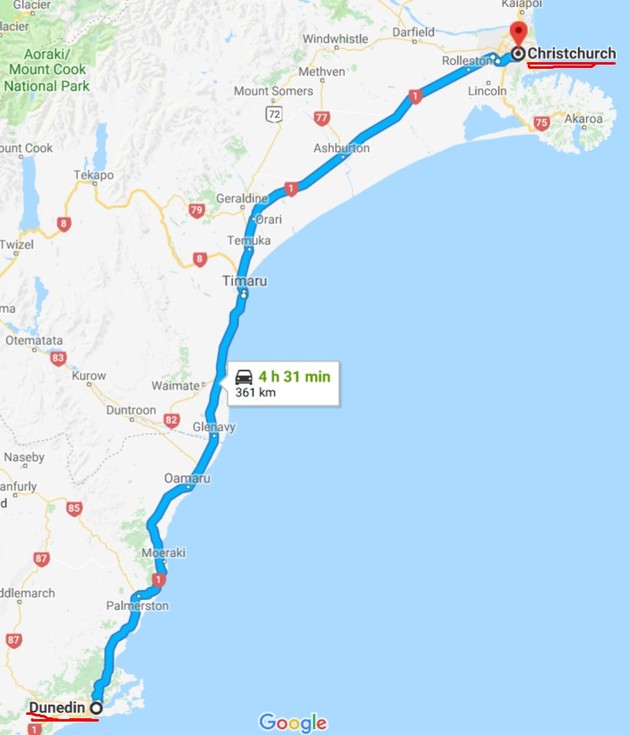 Kaiapoi
Glacier
lacier
Windwhistle
Darfield
Aoraki/
Mount Cook
National Park
Christchurch
Rolleston
Methven
Mount Somers
Lincoln
1
72
77
75
Akaroa
ount Cook
Ashburton
Tekapo
1
Geraldine
79
Orari
8
Temuka
Twizel
8
Timaru
ma
Otematata
83
4 h 31 min
361 km
Kurow
Waimate
Duntroon
82
Glenavy
Naseby
Oamaru
anfurly
d
85
Moeraki
87
1
ddlemarch
Palmerston
87
Dunedin
1
Google